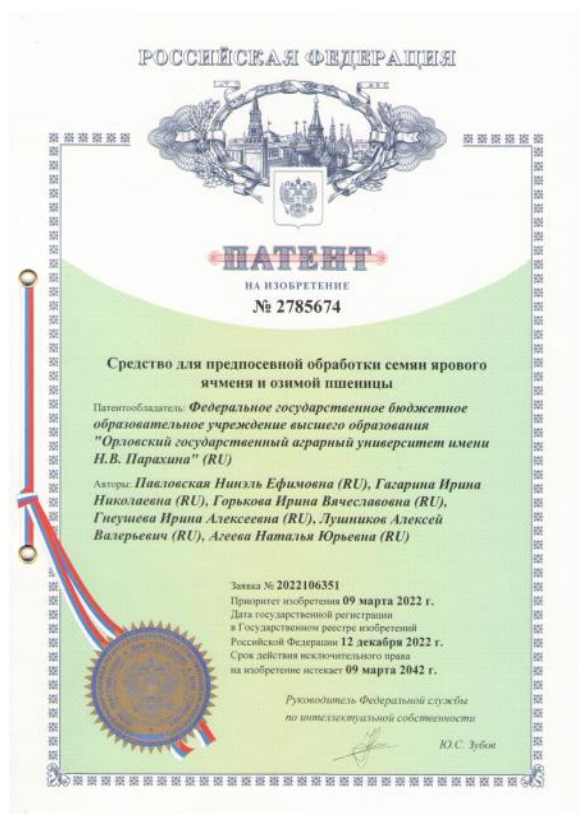 РОССИЙСКАЯ ФЕДЕРАЦИЯ
ПАТЕНТ
НА ИЗОБРЕТЕНИЕ
№ 2785674
Средство для предпосевной обработки семян ярового
ячменя и озимой пшеницы
Патентообладатель: Федеральное государственное бюджетное
образовательное учреждение высшего образования
"Орловский государственный аграрный университет имени
Н.В. Парахина" (RU)
Авторы: Павловская Нинэль Ефимовна (RU), Гагарина Ирина
Николаевна (RU), Горькова Ирина Вячеславовна (RU),
Гнеушева Ирина Алексеевна (RU), Лушников Алексей
Валерьевич (RU), Агеева Наталья Юрьевна (RU)
Заявка № 2022106351
Приоритет изобретения 09 марта 2022 г.
Дата государственной регистрации
в Государственном реестре изобретений
Российской Федерации 12 декабря 2022 г.
Срок действия исключительного права
на изобретение истекает 09 марта 2042 г.
Руководитель Федеральной службы
по интеллектуальной собственности
Ю.С. Зубов